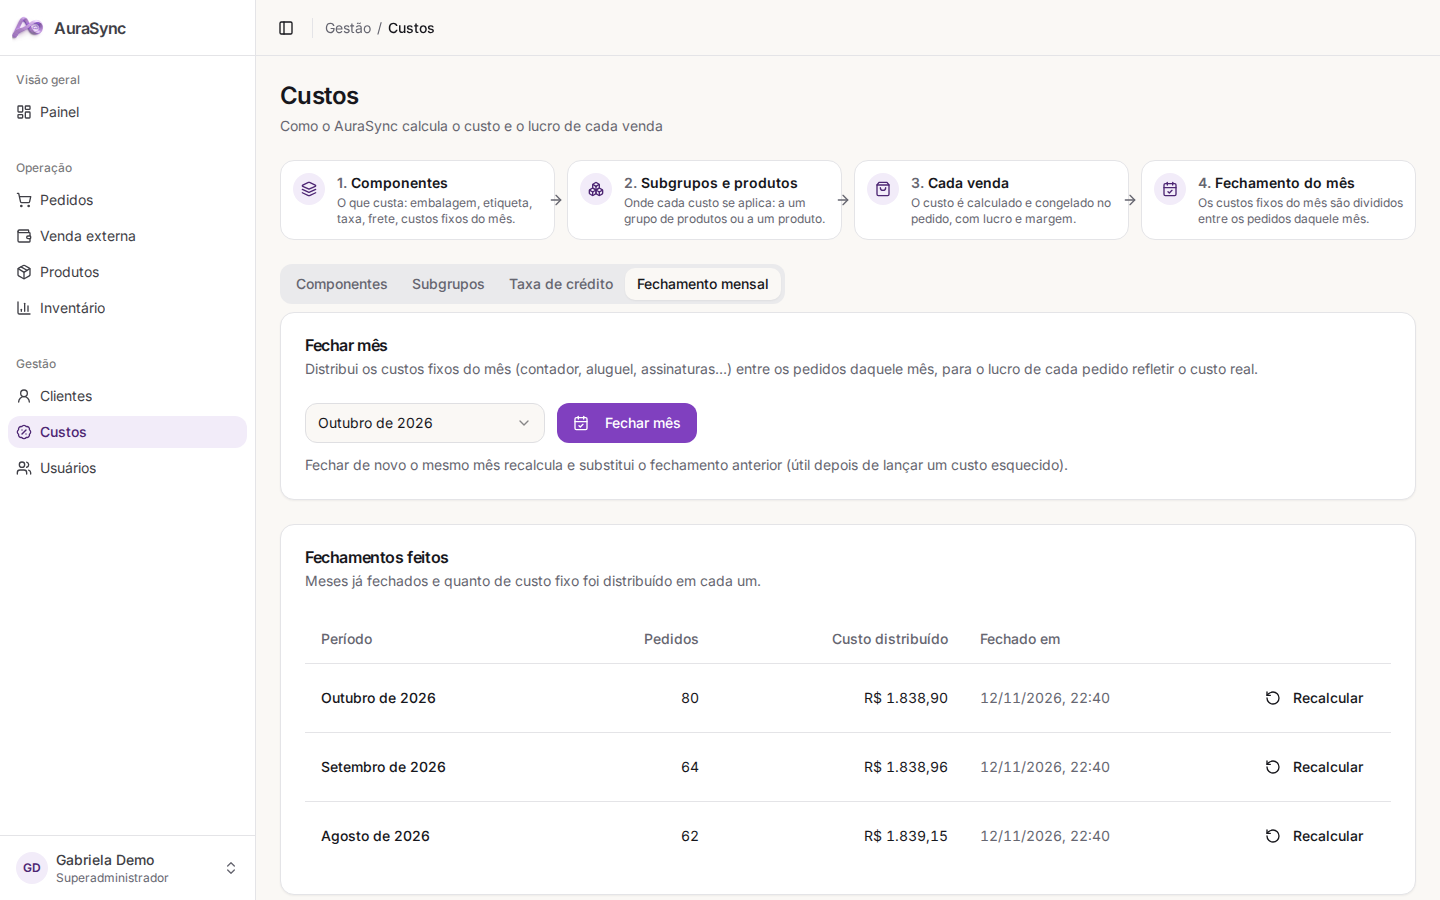 AuraSync
Gestão / Custos
Visão geral
Painel
Operação
Pedidos
Venda externa
Produtos
Inventário
Gestão
Clientes
Custos
Usuários
GD
Gabriela Demo
Superadministrador
Custos
Como o AuraSync calcula o custo e o lucro de cada venda
1. Componentes
O que custa: embalagem, etiqueta,
taxa, frete, custos fixos do mês.
2. Subgrupos e produtos
Onde cada custo se aplica: a um
grupo de produtos ou a um produto.
3. Cada venda
O custo é calculado e congelado no
pedido, com lucro e margem.
4. Fechamento do mês
Os custos fixos do mês são divididos
entre os pedidos daquele mês.
Componentes Subgrupos Taxa de crédito Fechamento mensal
Fechar mês
Distribui os custos fixos do mês (contador, aluguel, assinaturas...) entre os pedidos daquele mês, para o lucro de cada pedido refletir o custo real.
Outubro de 2026 Fechar mês
Fechar de novo o mesmo mês recalcula e substitui o fechamento anterior (útil depois de lançar um custo esquecido).
Fechamentos feitos
Meses já fechados e quanto de custo fixo foi distribuído em cada um.
Período Pedidos Custo distribuído Fechado em
Outubro de 2026 80 R$ 1.838,90 12/11/2026, 22:40 Recalcular
Setembro de 2026 64 R$ 1.838,96 12/11/2026, 22:40 Recalcular
Agosto de 2026 62 R$ 1.839,15 12/11/2026, 22:40 Recalcular